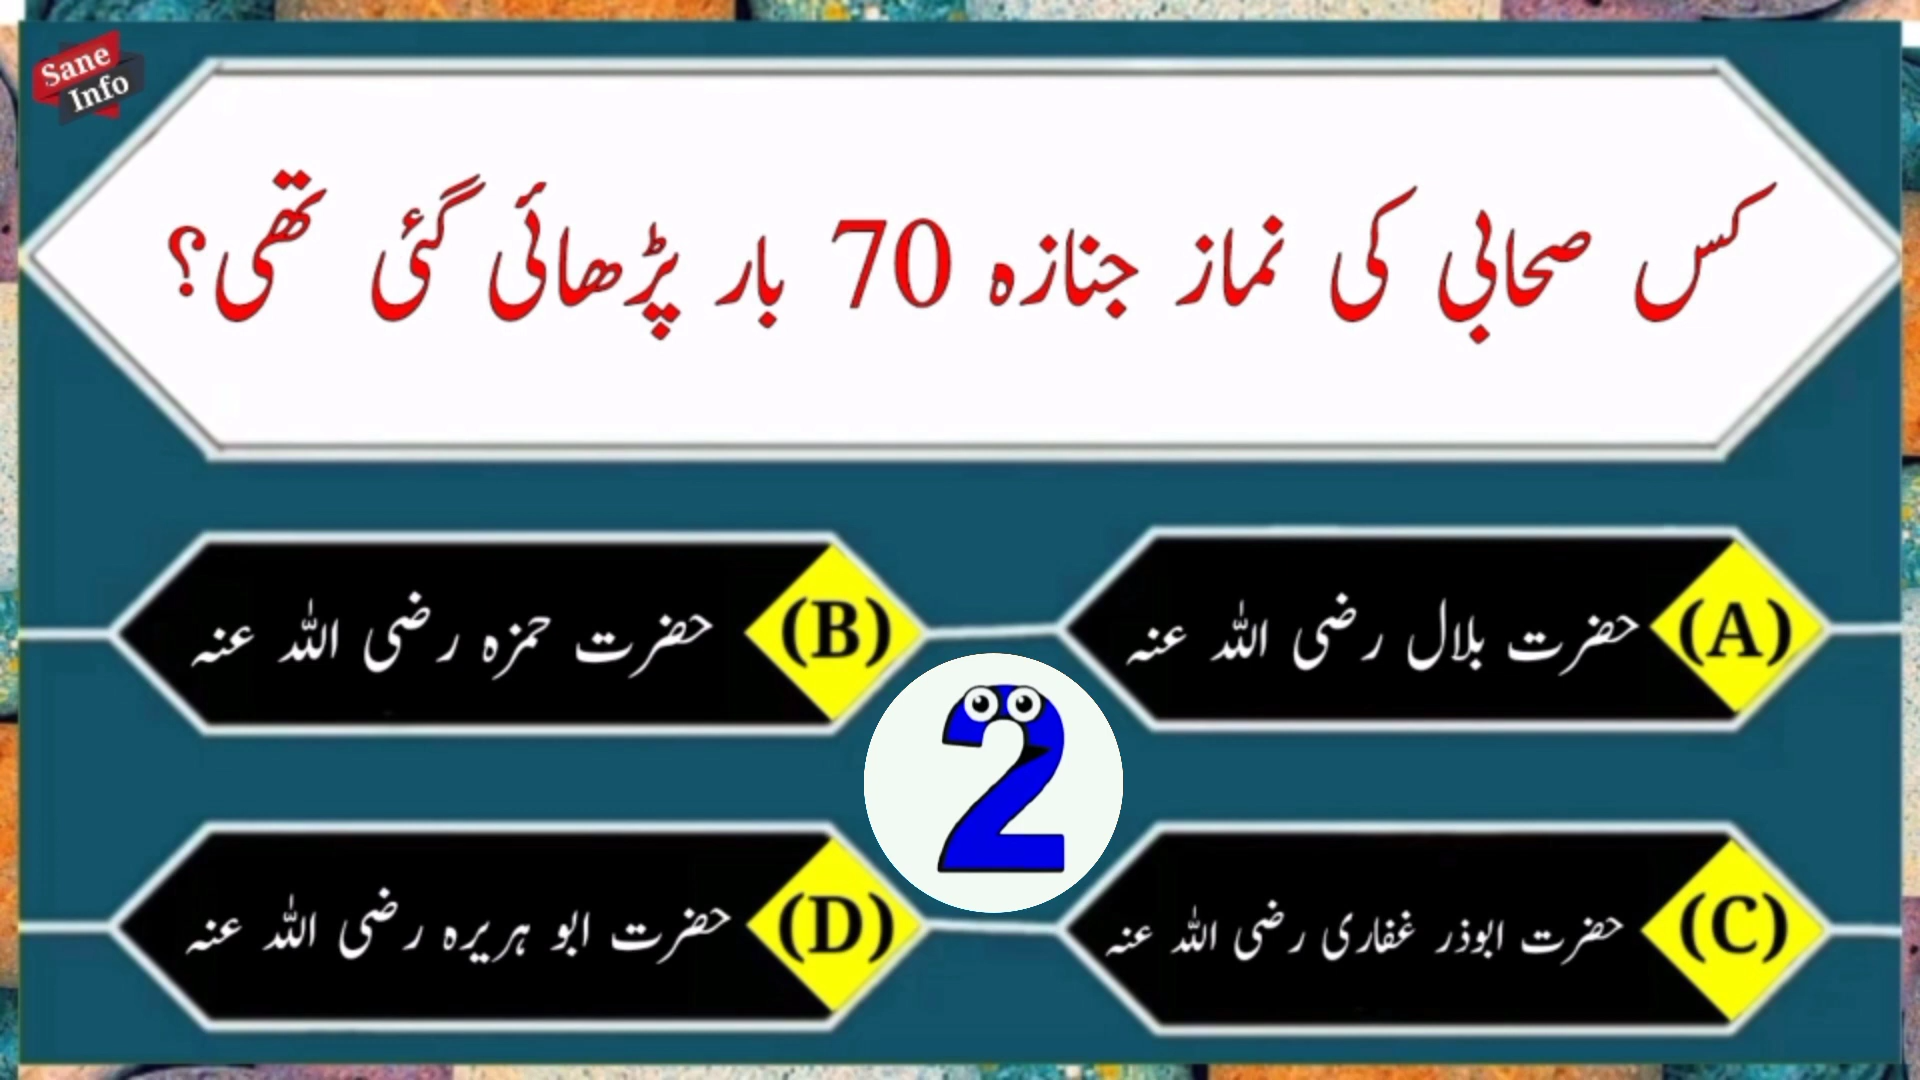 Sane
Info
کس صحابی کی نماز جنازہ 70 بار پڑھائی گئی تھی؟
(A) حضرت بلال رضی اللہ عنہ
(B) حضرت حمزہ رضی اللہ عنہ
2
(C) حضرت ابوذر غفاری رضی اللہ عنہ
(D) حضرت ابو ہریرہ رضی اللہ عنہ